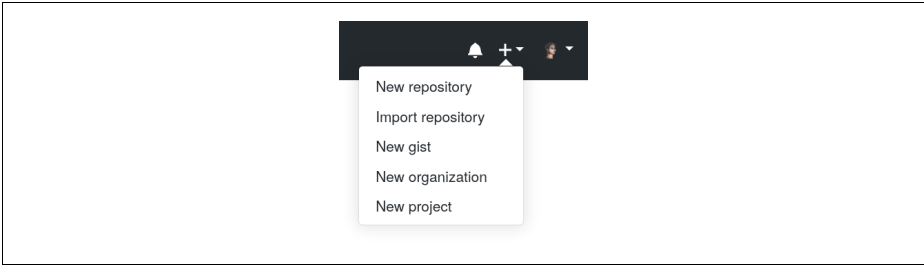 New repository
Import repository
New gist
New organization
New project